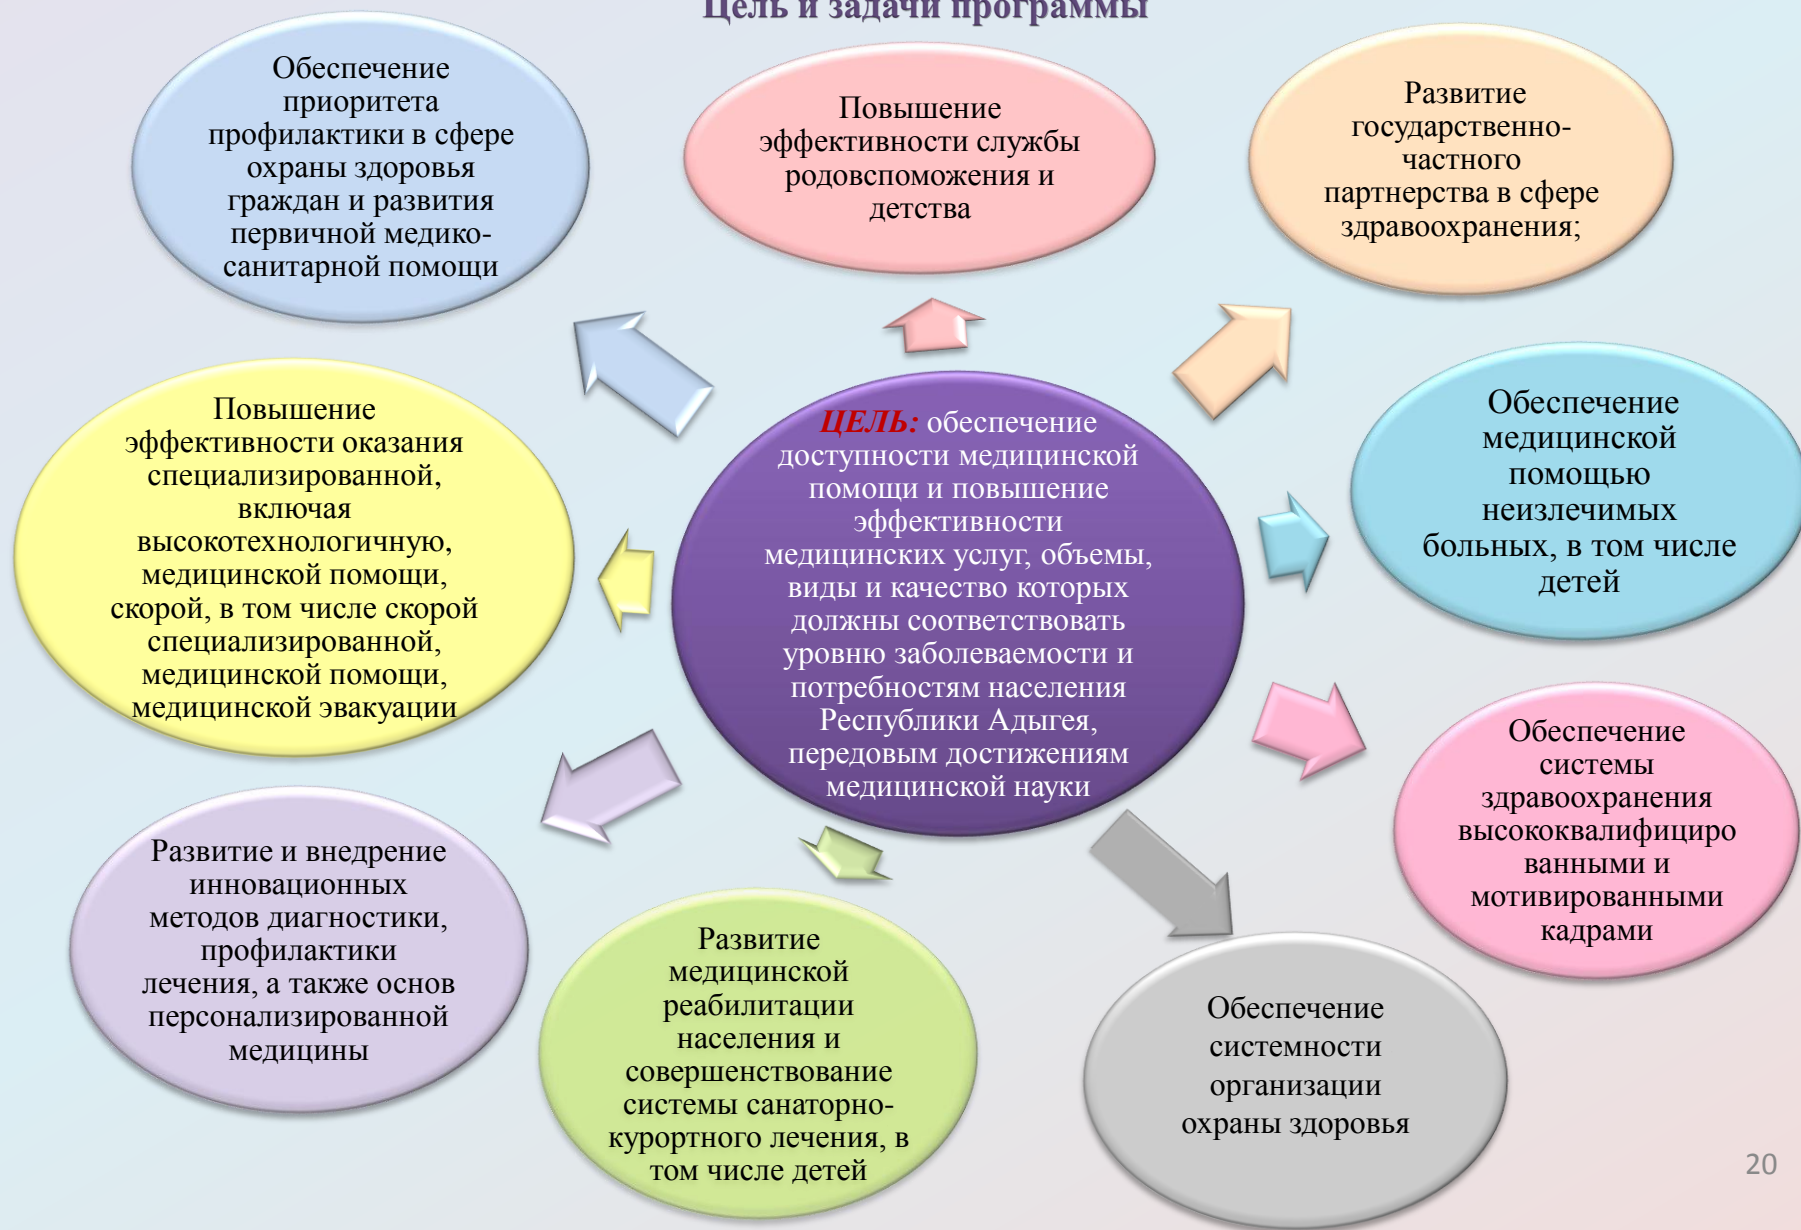 Цель и задачи программы
Обеспечение
приоритета
профилактики в сфере
охраны здоровья
граждан и развития
первичной медико-
санитарной помощи
Повышение
эффективности службы
родовспоможения и
детства
Развитие
государственно-
частного
партнерства в сфере
здравоохранения;
Повышение
эффективности оказания
специализированной,
включая
высокотехнологичную,
медицинской помощи,
скорой, в том числе скорой
специализированной,
медицинской помощи,
медицинской эвакуации
ЦЕЛЬ: обеспечение
доступности медицинской
помощи и повышение
эффективности
медицинских услуг, объемы,
виды и качество которых
должны соответствовать
уровню заболеваемости и
потребностям населения
Республики Адыгея,
передовым достижениям
медицинской науки
Обеспечение
медицинской
помощью
неизлечимых
больных, в том числе
детей
Обеспечение
системы
здравоохранения
высококвалифициро
ванными и
мотивированными
кадрами
Развитие и внедрение
инновационных
методов диагностики,
профилактики
лечения, а также основ
персонализированной
медицины
Развитие
медицинской
реабилитации
населения и
совершенствование
системы санаторно-
курортного лечения, в
том числе детей
Обеспечение
системности
организации
охраны здоровья
20